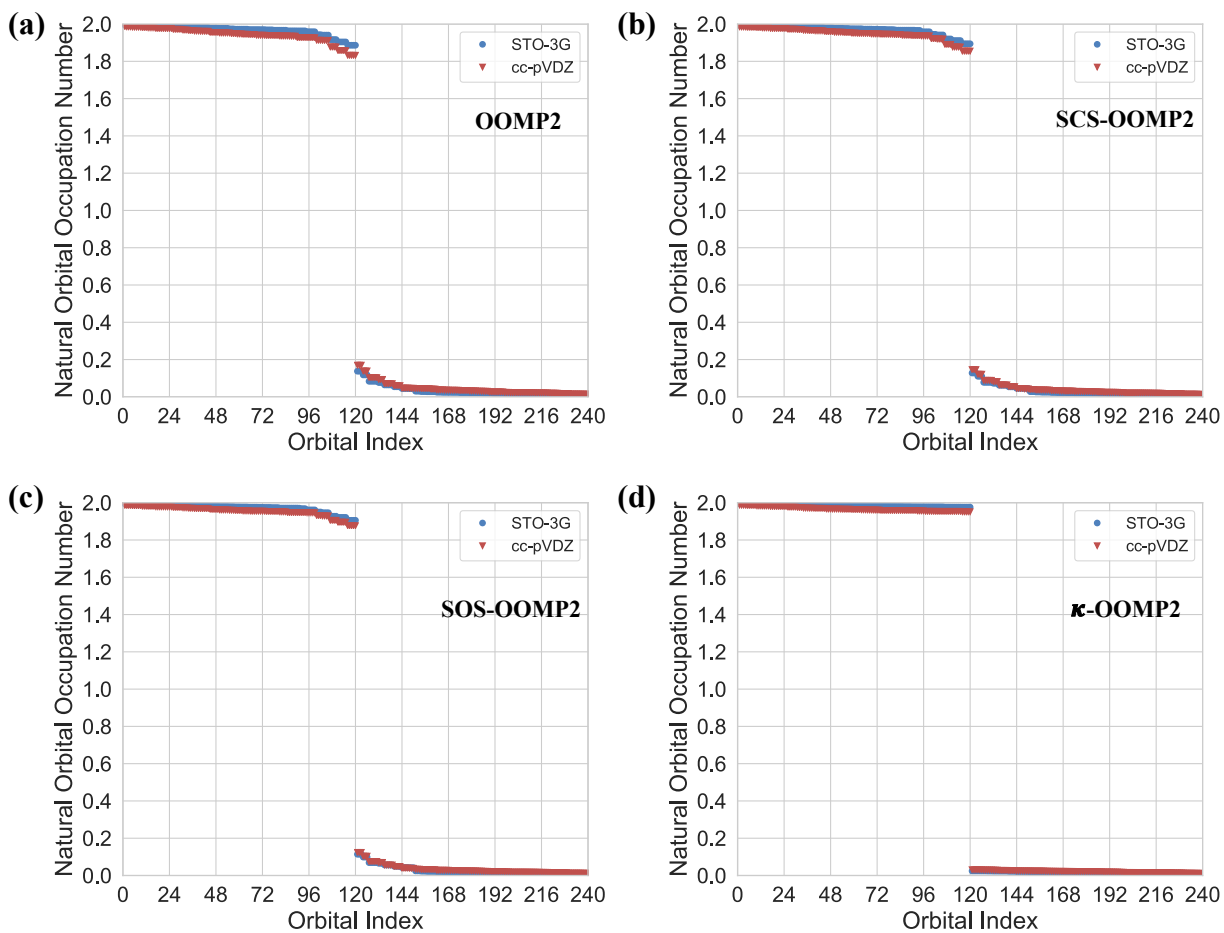 (a)
Natural Orbital Occupation Number
2.0
1.8
1.6
1.4
1.2
1.0
0.8
0.6
0.4
0.2
0.0
STO-3G
cc-pVDZ
OOMP2
0 24 48 72 96 120 144 168 192 216 240
Orbital Index
(b)
Natural Orbital Occupation Number
2.0
1.8
1.6
1.4
1.2
1.0
0.8
0.6
0.4
0.2
0.0
STO-3G
cc-pVDZ
SCS-OOMP2
0 24 48 72 96 120 144 168 192 216 240
Orbital Index
(c)
Natural Orbital Occupation Number
2.0
1.8
1.6
1.4
1.2
1.0
0.8
0.6
0.4
0.2
0.0
STO-3G
cc-pVDZ
SOS-OOMP2
0 24 48 72 96 120 144 168 192 216 240
Orbital Index
(d)
Natural Orbital Occupation Number
2.0
1.8
1.6
1.4
1.2
1.0
0.8
0.6
0.4
0.2
0.0
STO-3G
cc-pVDZ
κ-OOMP2
0 24 48 72 96 120 144 168 192 216 240
Orbital Index